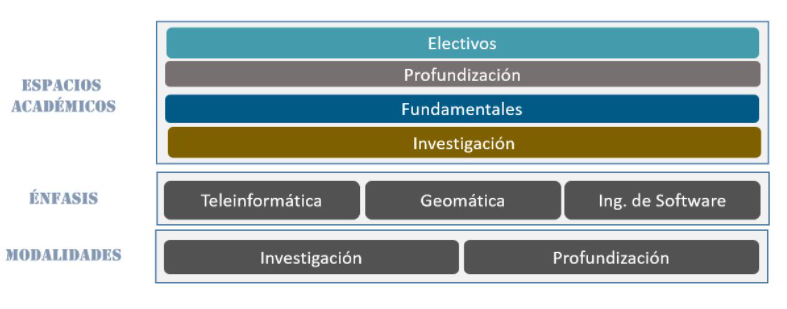 ESPACIOS
ACADÉMICOS
Electivos
Profundización
Fundamentales
Investigación
ÉNFASIS
Teleinformática
Geomática
Ing. de Software
MODALIDADES
Investigación
Profundización